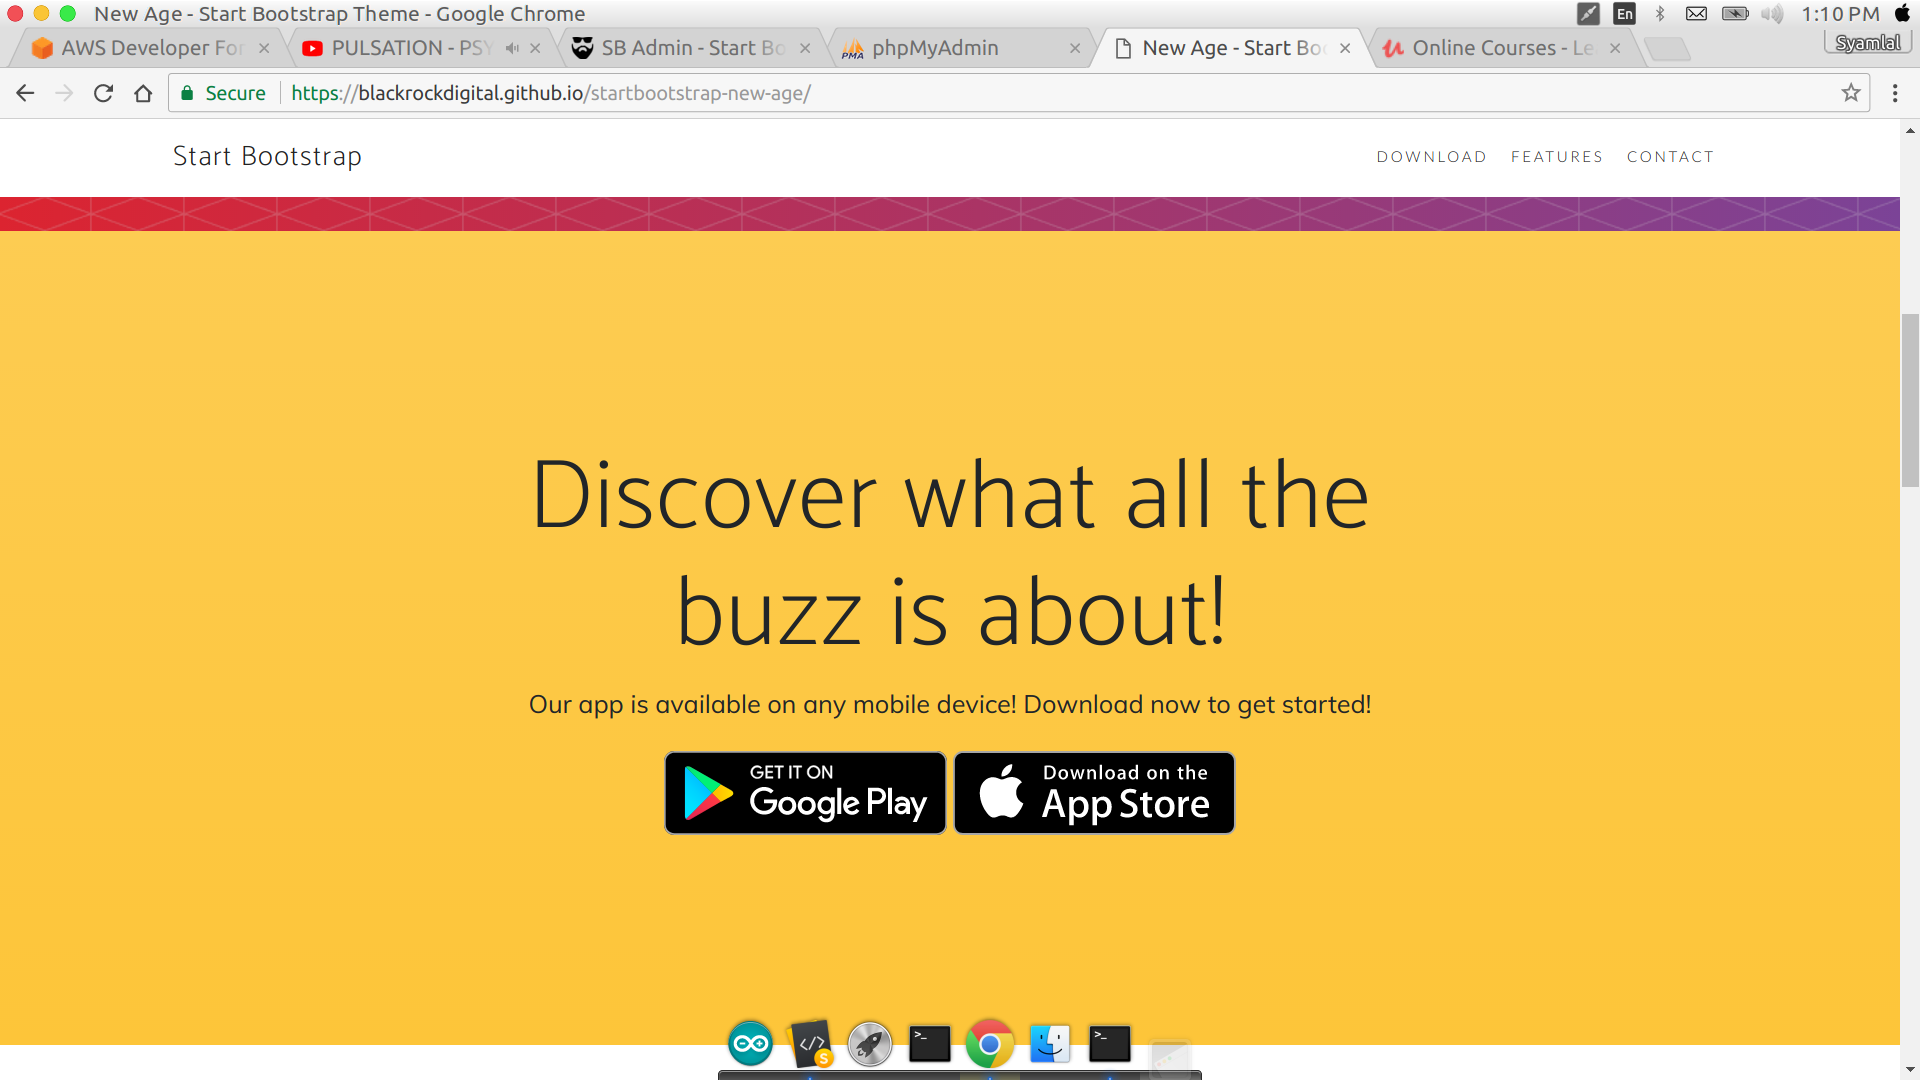 New Age - Start Bootstrap Theme - Google Chrome
En
1:10 PM
AWS Developer For
PULSATION - PSY
SB Admin - Start Bo
phpMyAdmin
New Age - Start Boo
Online Courses - Le
Syamlal
Secure
https://blackrockdigital.github.io/startbootstrap-new-age/
Start Bootstrap
DOWNLOAD
FEATURES
CONTACT
Discover what all the
buzz is about!
Our app is available on any mobile device! Download now to get started!
GET IT ON
Google Play
Download on the
App Store